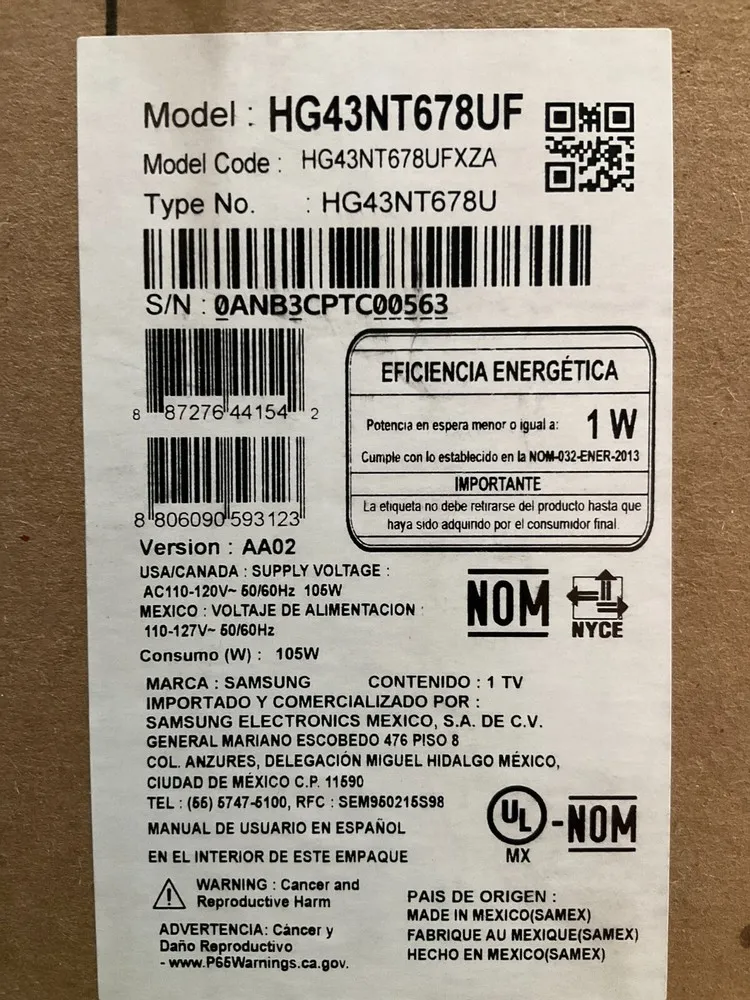 Model : HG43NT678UF
Model Code : HG43NT678UFXZA
Type No. : HG43NT678U
S/N : 0ANB3CPTC00563
8 87276 44154 2
8 806090 593123
EFICIENCIA ENERGÉTICA
Potencia en espera menor o igual a: 1 W
Cumple con lo establecido en la NOM-032-ENER-2013
IMPORTANTE
La etiqueta no debe retirarse del producto hasta que
haya sido adquirido por el consumidor final
Version : AA02
USA/CANADA : SUPPLY VOLTAGE :
AC110-120V~ 50/60Hz 105W
MEXICO : VOLTAJE DE ALIMENTACION :
110-127V~ 50/60Hz
Consumo (W) : 105W
NOM
NYCE
MARCA : SAMSUNG CONTENIDO : 1 TV
IMPORTADO Y COMERCIALIZADO POR :
SAMSUNG ELECTRONICS MEXICO, S.A. DE C.V.
GENERAL MARIANO ESCOBEDO 476 PISO 8
COL. ANZURES, DELEGACIÓN MIGUEL HIDALGO MÉXICO,
CIUDAD DE MÉXICO C.P. 11590
TEL : (55) 5747-5100, RFC : SEM950215S98
MANUAL DE USUARIO EN ESPAÑOL
EN EL INTERIOR DE ESTE EMPAQUE
UL -NOM
MX
WARNING : Cancer and
Reproductive Harm
ADVERTENCIA: Cáncer y
Daño Reproductivo
- www.P65Warnings.ca.gov.
PAIS DE ORIGEN :
MADE IN MEXICO(SAMEX)
FABRIQUE AU MEXIQUE(SAMEX)
HECHO EN MEXICO(SAMEX)